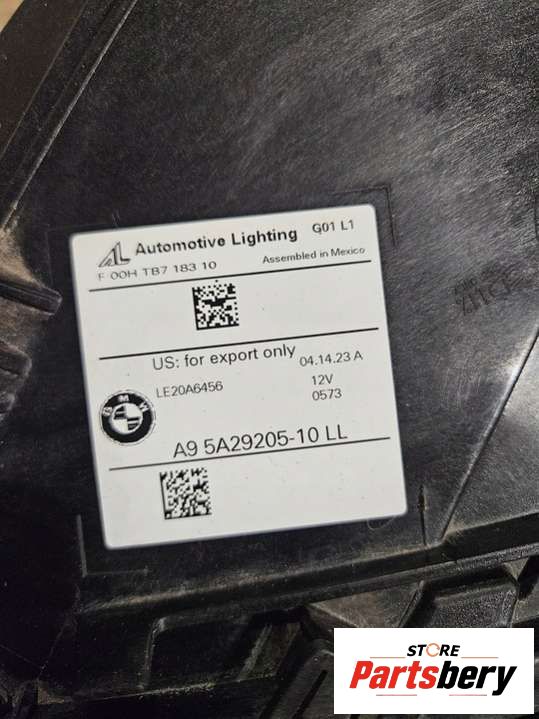 AL Automotive Lighting G01 L1
F 00H TB7 183 10 Assembled in Mexico
US: for export only
04.14.23 A
LE20A6456
12V
0573
BMW
A9 5A29205-10 LL
STORE
Partsbery